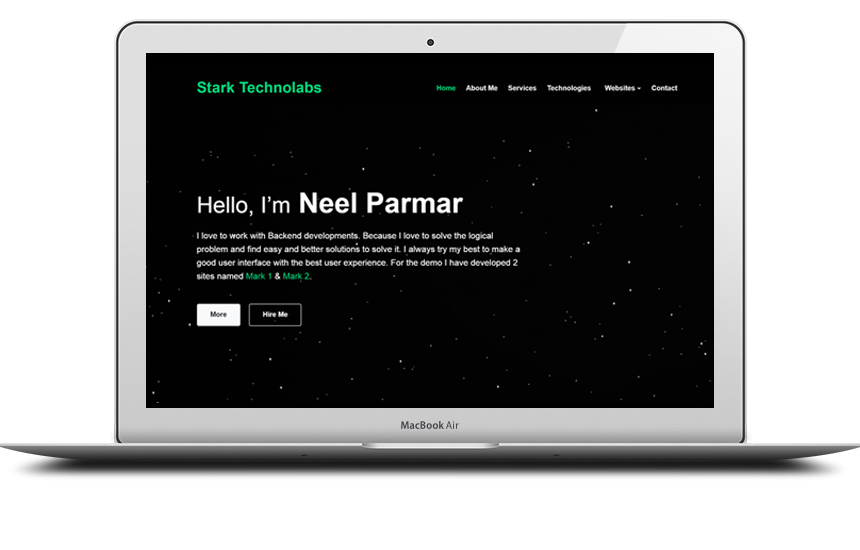 Stark Technolabs
Home About Me Services Technologies Websites Contact
Hello, I’m Neel Parmar
I love to work with Backend developments. Because I love to solve the logical
problem and find easy and better solutions to solve it. I always try my best to make a
good user interface with the best user experience. For the demo I have developed 2
sites named Mark 1 & Mark 2.
More Hire Me
MacBook Air